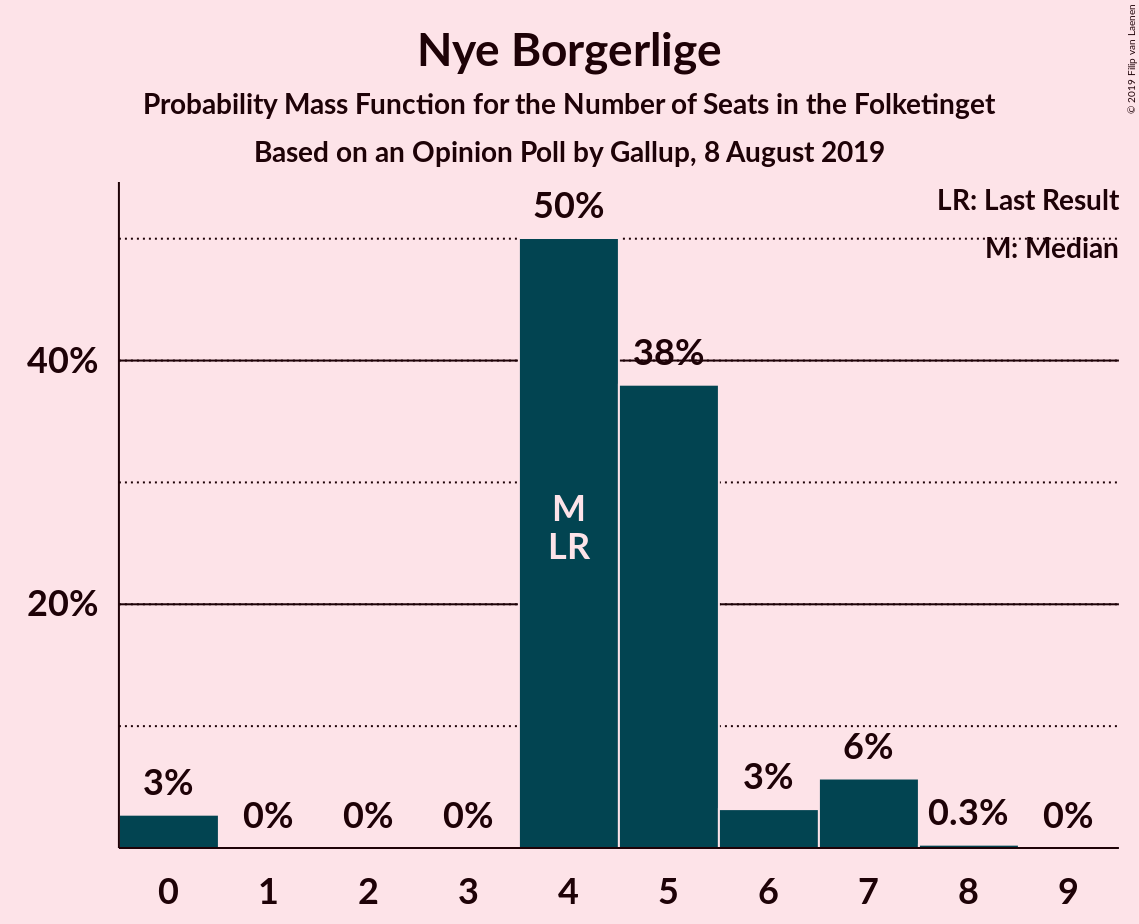 Nye Borgerlige
Probability Mass Function for the Number of Seats in the Folketinget
Based on an Opinion Poll by Gallup, 8 August 2019
© 2019 Filip van Laenen
LR: Last Result
M: Median
50%
38%
40%
M
LR
20%
3%
0%
0%
0%
3%
6%
0.3%
0%
0
1
2
3
4
5
6
7
8
9